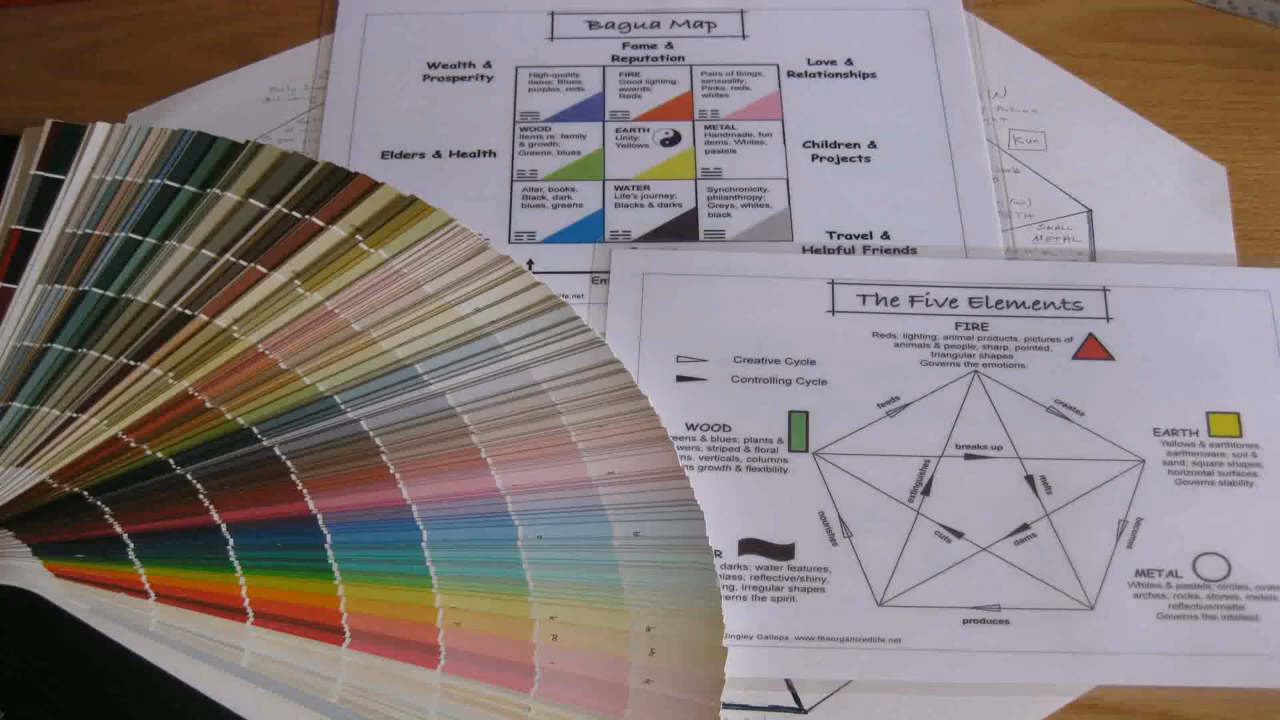 Bagua Map
Fame &
Reputation
Wealth &
Prosperity
Love &
Relationships
High-quality
items; Blues,
purples, reds
FIRE
Good lighting,
awards;
Reds
Pairs of things,
sensuality;
Pinks, reds,
whites
Elders & Health
WOOD
Items re: family
& growth;
Greens, blues
EARTH
Unity;
Yellows
METAL
Handmade, fun
items, Whites,
pastels
Children &
Projects
Altar, books;
Black, dark
blues, greens
WATER
Life's journey;
Blacks & darks
Synchronicity,
philanthropy;
Greys, whites,
black
Travel &
Helpful Friends
life.net
Kun
SMALL
METAL
The Five Elements
FIRE
Reds, lighting; animal products, pictures of
animals & people, sharp, pointed,
triangular shapes
Governs the emotions.
Creative Cycle
Controlling Cycle
WOOD
& blues; plants &
striped & floral
verticals, columns
growth & flexibility.
EARTH
Yellows & earthtones
earthenware, soil &
sand; square shapes,
horizontal surfaces.
Governs stability
feeds
creates
breaks up
extinguishes
melts
nourishes
cuts
dams
becomes
produces
darks; water features,
reflective/shiny,
irregular shapes
the spirit.
METAL
Whites & pastels, circles,
arches; rocks, stones, metals
Governs the intellect.
Gallops www.theorganizedlife.net